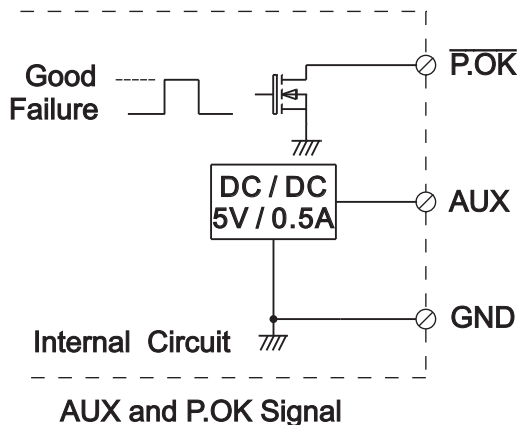 P.OK
Good
Failure
DC / DC
5V / 0.5A
AUX
GND
Internal Circuit
AUX and P.OK Signal